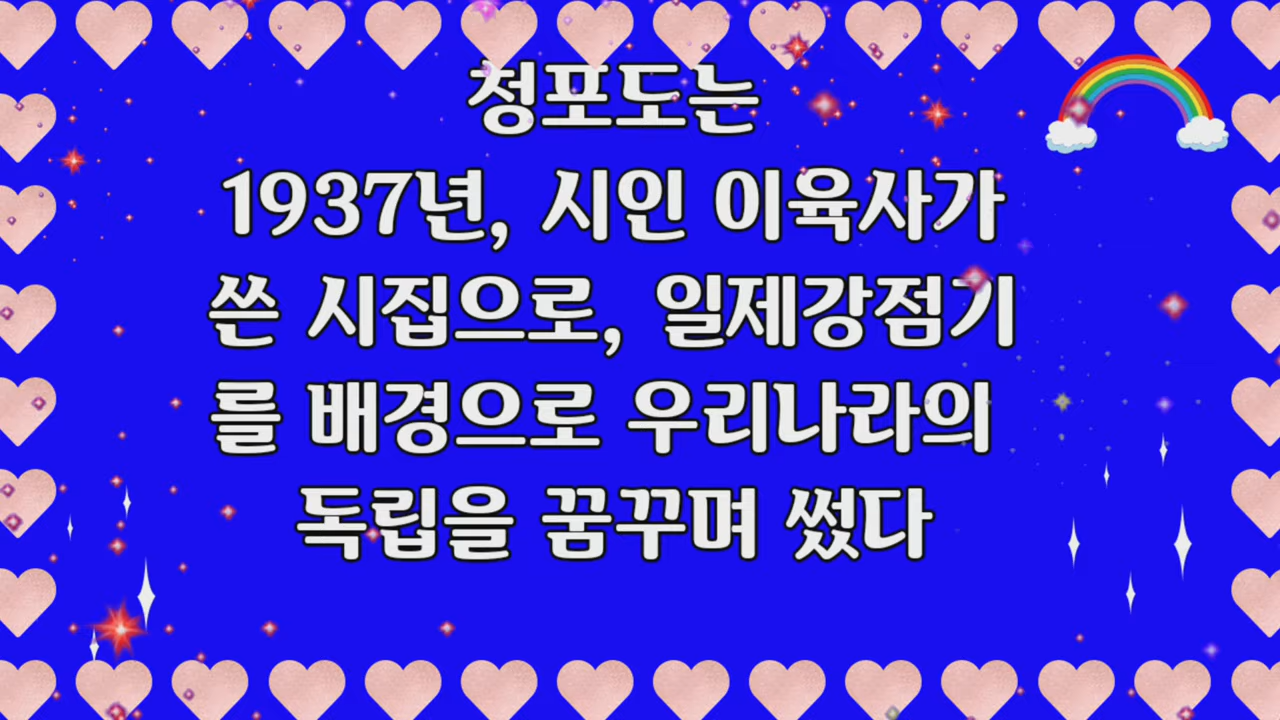 청포도는
1937년, 시인 이육사가
쓴 시집으로, 일제강점기
를 배경으로 우리나라의
독립을 꿈꾸며 썼다